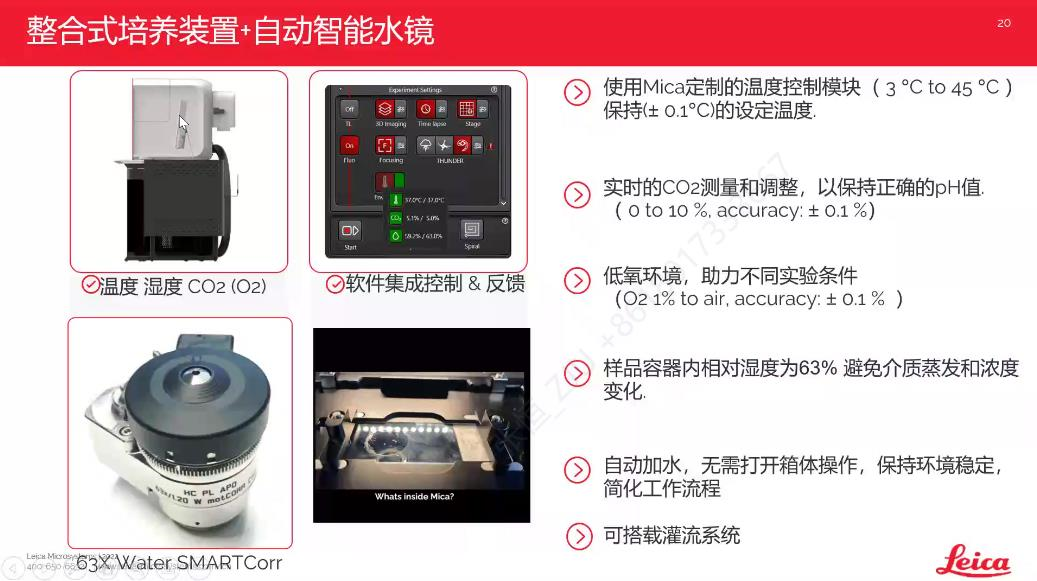 整合式培养装置+自动智能水镜
20
Experiment Settings
Off
TL
3D Imaging
Time lapse
Stage
On
Fluo
Focusing
THUNDER
37.0°C / 37.0°C
CO₂ 5.1% / 5.0%
59.2% / 63.0%
Start
Spiral
温度 湿度 CO2 (O2)
软件集成控制 & 反馈
HC PL APO
63x/1.20 W motCORR
Whats inside Mica?
63X Water SMARTCorr
使用Mica定制的温度控制模块（ 3 °C to 45 °C ）
保持(± 0.1°C)的设定温度.
实时的CO2测量和调整，以保持正确的pH值.
（ 0 to 10 %, accuracy: ± 0.1 %）
低氧环境，助力不同实验条件
（O2 1% to air, accuracy: ± 0.1 % ）
样品容器内相对湿度为63% 避免介质蒸发和浓度
变化.
自动加水，无需打开箱体操作，保持环境稳定，
简化工作流程
可搭载灌流系统
Leica Microsystems
Leica